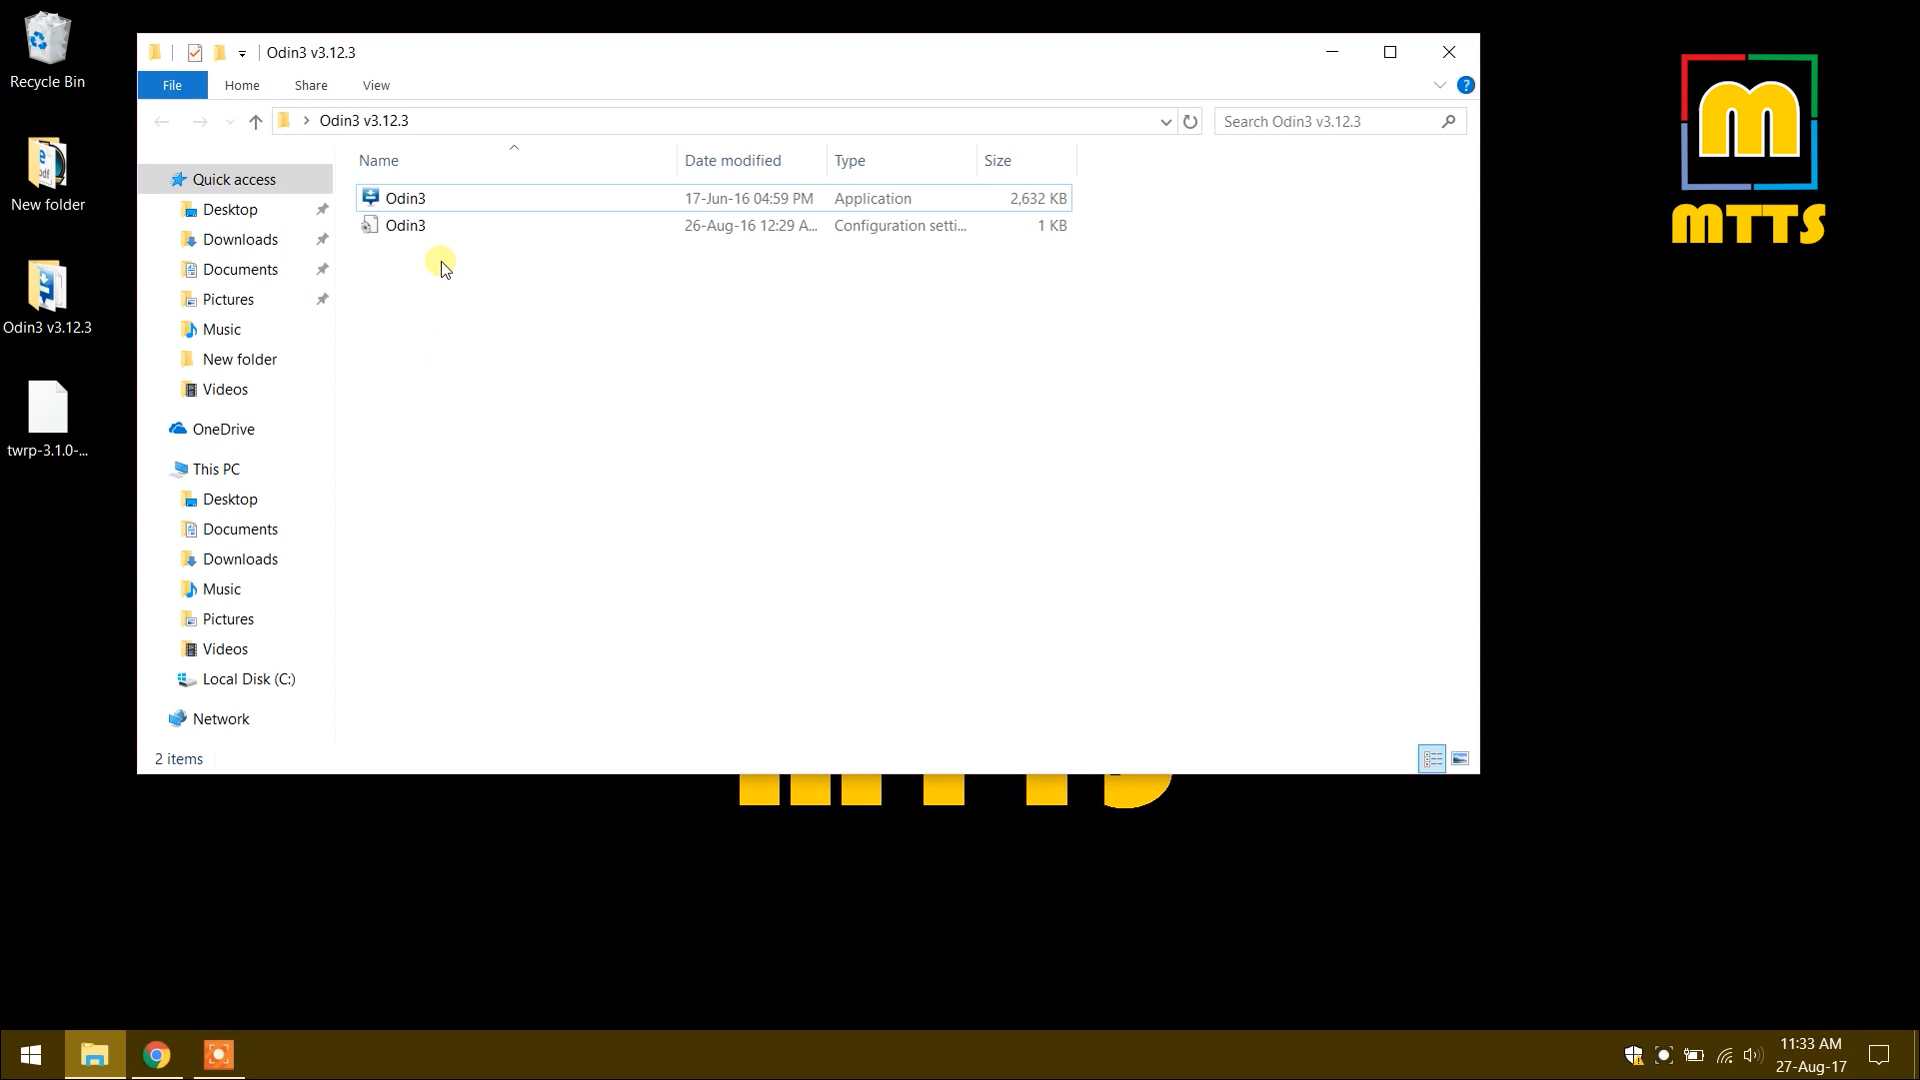 Recycle Bin
New folder
Odin3 v3.12.3
twrp-3.1.0-...
Odin3 v3.12.3
File Home Share View
Odin3 v3.12.3
Search Odin3 v3.12.3
Name Date modified Type Size
Odin3 17-Jun-16 04:59 PM Application 2,632 KB
Odin3 26-Aug-16 12:29 A... Configuration setti... 1 KB
Quick access
Desktop
Downloads
Documents
Pictures
Music
New folder
Videos
OneDrive
This PC
Desktop
Documents
Downloads
Music
Pictures
Videos
Local Disk (C:)
Network
2 items
m
MTTS
11:33 AM
27-Aug-17